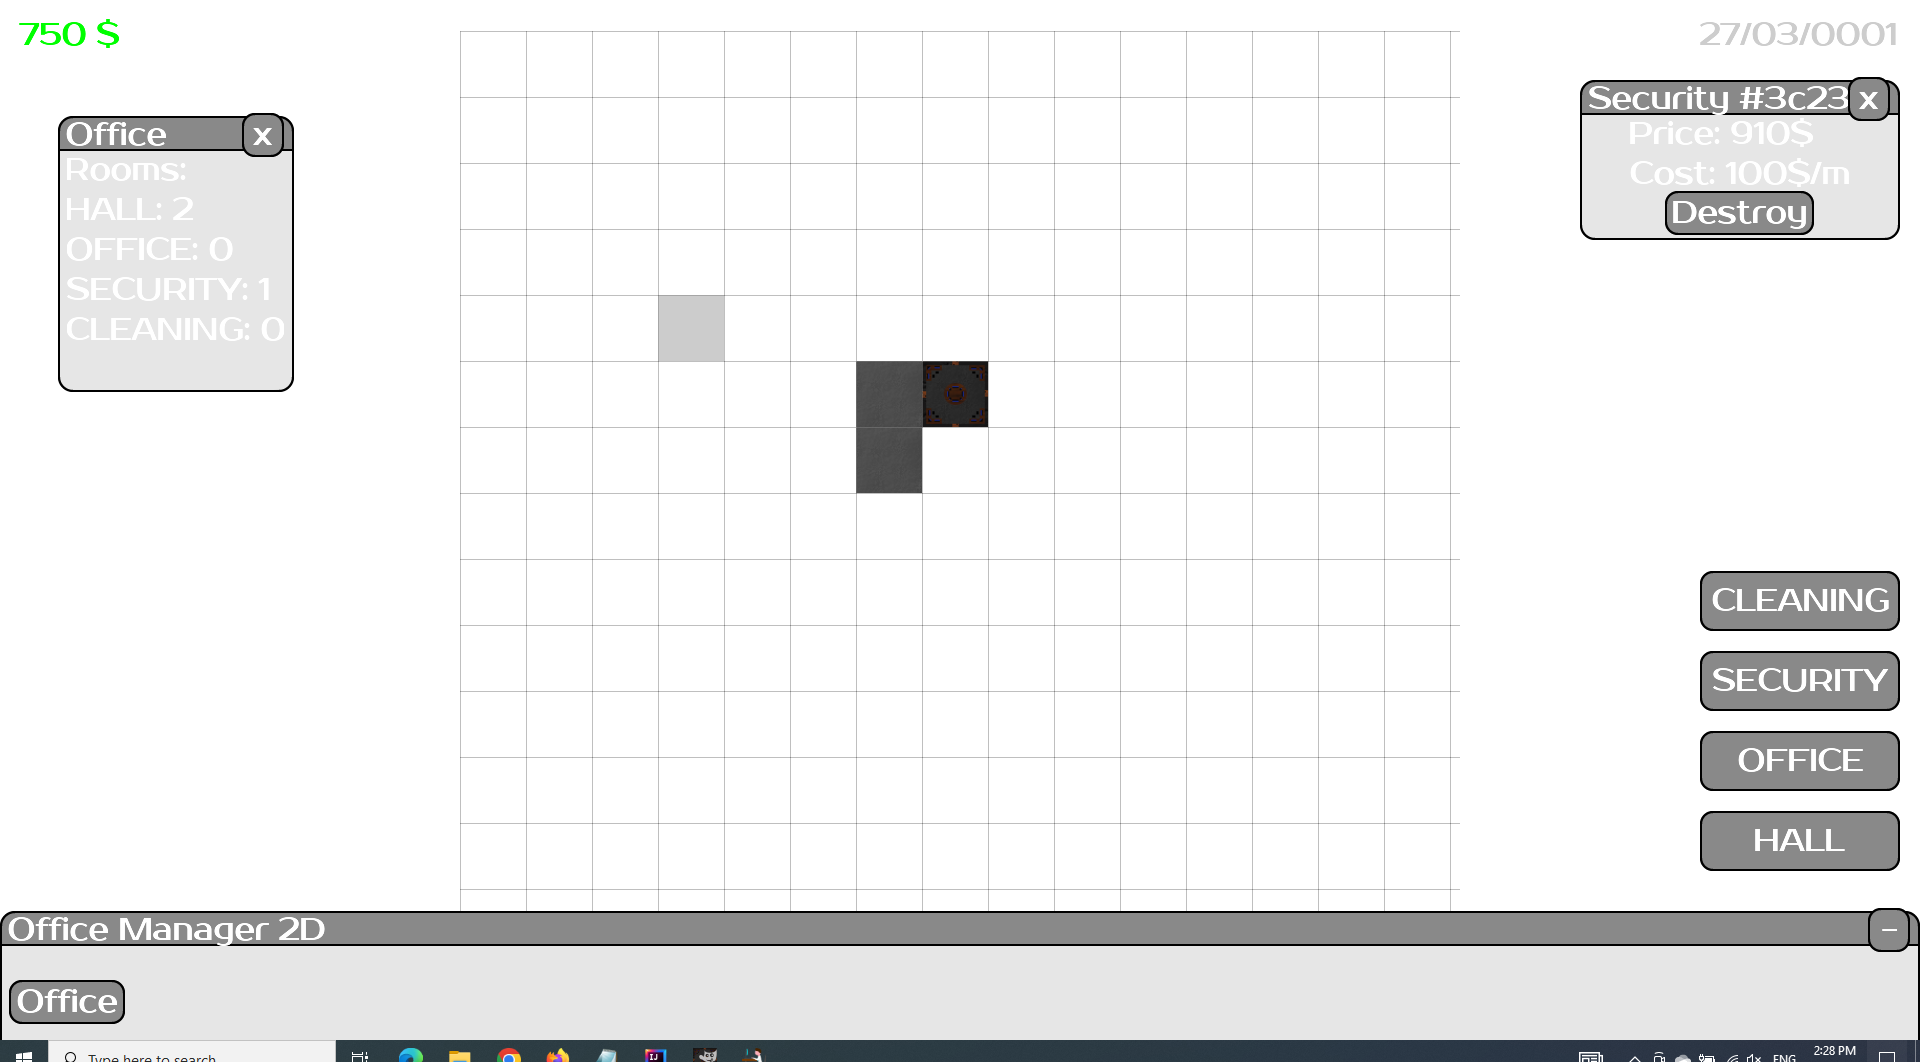 750 $
27/03/0001
Office
x
Rooms:
HALL: 2
OFFICE: 0
SECURITY: 1
CLEANING: 0
Security #3c23
x
Price: 910$
Cost: 100$/m
Destroy
CLEANING
SECURITY
OFFICE
HALL
Office Manager 2D
Office
Type here to search
ENG
2:28 PM